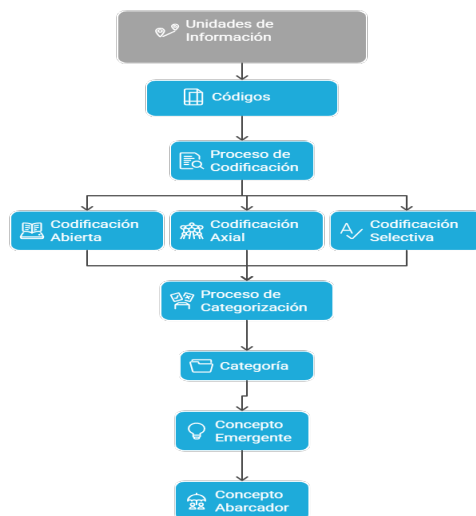 Unidades de
Información
Códigos
Proceso de
Codificación
Codificación
Abierta
Codificación
Axial
Codificación
Selectiva
Proceso de
Categorización
Categoría
Concepto
Emergente
Concepto
Abarcador